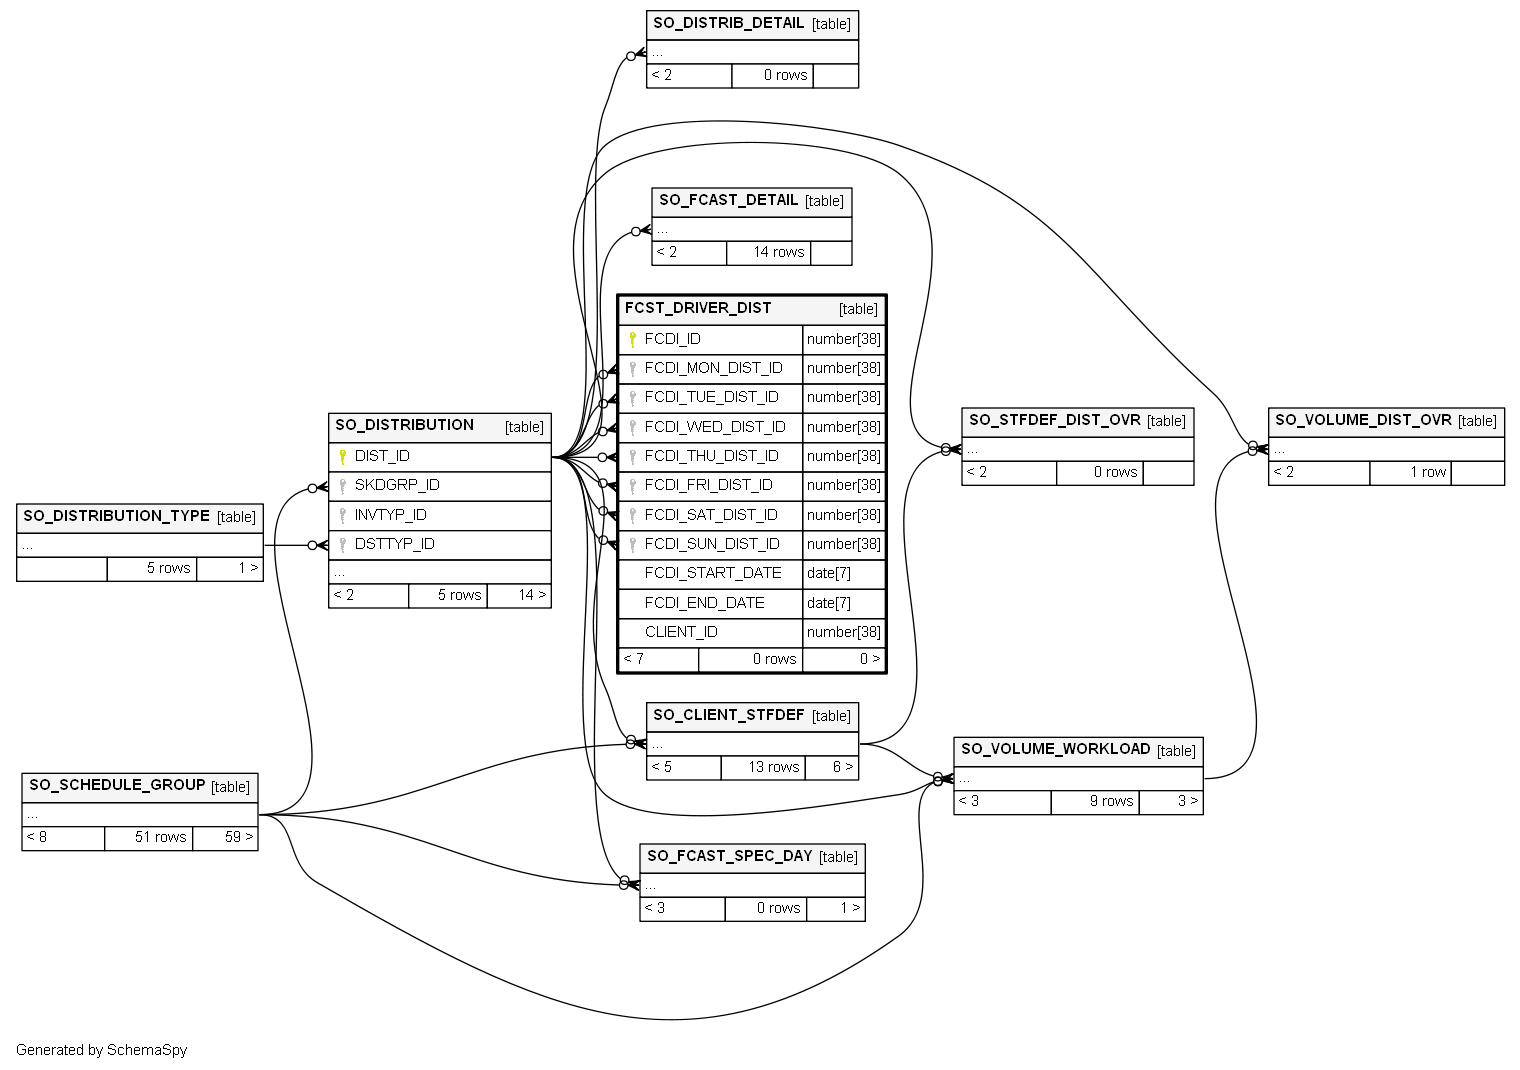 SO_DISTRIB_DETAIL [table]
...
< 2 0 rows
SO_FCAST_DETAIL [table]
...
< 2 14 rows
FCST_DRIVER_DIST [table]
FCDI_ID number[38]
FCDI_MON_DIST_ID number[38]
FCDI_TUE_DIST_ID number[38]
FCDI_WED_DIST_ID number[38]
FCDI_THU_DIST_ID number[38]
FCDI_FRI_DIST_ID number[38]
FCDI_SAT_DIST_ID number[38]
FCDI_SUN_DIST_ID number[38]
FCDI_START_DATE date[7]
FCDI_END_DATE date[7]
CLIENT_ID number[38]
< 7 0 rows 0 >
SO_DISTRIBUTION [table]
DIST_ID
SKDGRP_ID
INVTYP_ID
DSTTYP_ID
...
< 2 5 rows 14 >
SO_DISTRIBUTION_TYPE [table]
...
5 rows 1 >
SO_STFDEF_DIST_OVR [table]
...
< 2 0 rows
SO_VOLUME_DIST_OVR [table]
...
< 2 1 row
SO_CLIENT_STFDEF [table]
...
< 5 13 rows 6 >
SO_VOLUME_WORKLOAD [table]
...
< 3 9 rows 3 >
SO_SCHEDULE_GROUP [table]
...
< 8 51 rows 59 >
SO_FCAST_SPEC_DAY [table]
...
< 3 0 rows 1 >
Generated by SchemaSpy